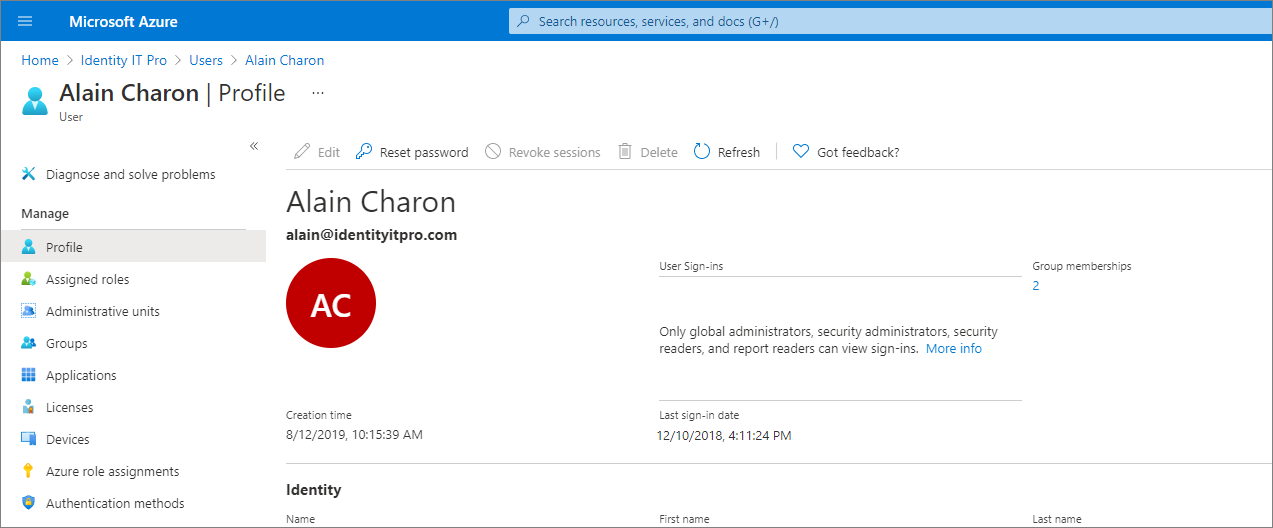 Microsoft Azure
Search resources, services, and docs (G+/)
Home > Identity IT Pro > Users > Alain Charon
Alain Charon | Profile ...
User
«
Diagnose and solve problems
Manage
Profile
Assigned roles
Administrative units
Groups
Applications
Licenses
Devices
Azure role assignments
Authentication methods
Edit Reset password Revoke sessions Delete Refresh Got feedback?
Alain Charon
alain@identityitpro.com
AC
User Sign-ins
Group memberships
2
Only global administrators, security administrators, security
readers, and report readers can view sign-ins. More info
Creation time
8/12/2019, 10:15:39 AM
Last sign-in date
12/10/2018, 4:11:24 PM
Identity
Name First name Last name